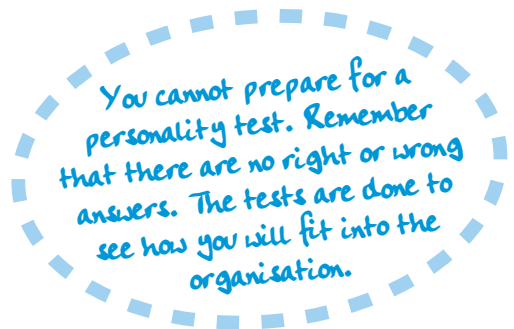 You cannot prepare for a
personality test. Remember
that there are no right or wrong
answers. The tests are done to
see how you will fit into the
organisation.